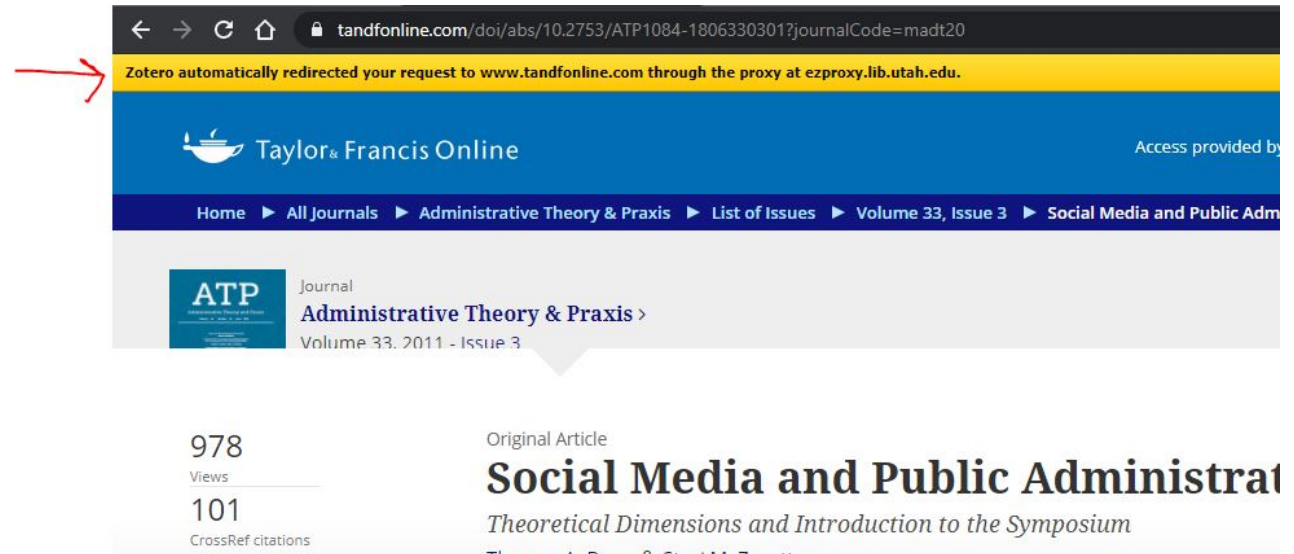 tandfonline.com/doi/abs/10.2753/ATP1084-1806330301?journalCode=madt20
Zotero automatically redirected your request to www.tandfonline.com through the proxy at ezproxy.lib.utah.edu.
Taylor & Francis Online
Access provided by
Home ▶ All Journals ▶ Administrative Theory & Praxis ▶ List of Issues ▶ Volume 33, Issue 3 ▶ Social Media and Public Adm
ATP
Journal
Administrative Theory & Praxis >
Volume 33, 2011 - Issue 3
978
Views
101
CrossRef citations
Original Article
Social Media and Public Administrat
Theoretical Dimensions and Introduction to the Symposium